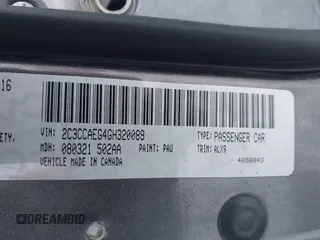 16
ETY.
VIN: 2C3CCAEG4GH320089
TYPE: PASSENGER CAR
MDH: 080321 502AA
PAINT: PAU
TRIM: ALX9
VEHICLE MADE IN CANADA
4658843
DREAMBID